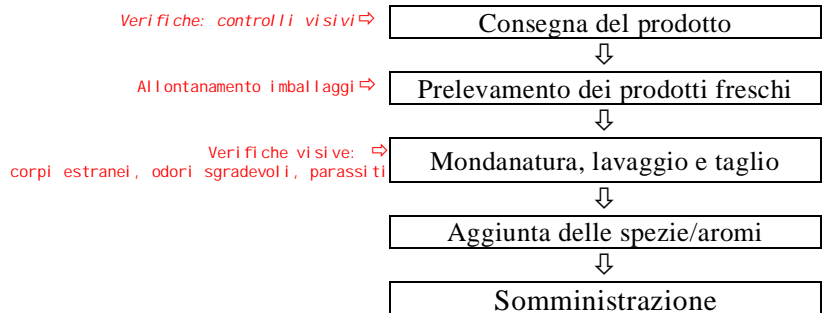 Verifiche: controlli visivi⇨ Consegna del prodotto
⇩
Allontanamento imballaggi⇨ Prelevamento dei prodotti freschi
⇩
Verifiche visive: ⇨
corpi estranei, odori sgradevoli, parassiti
Mondanatura, lavaggio e taglio
⇩
Aggiunta delle spezie/aromi
⇩
Somministrazione